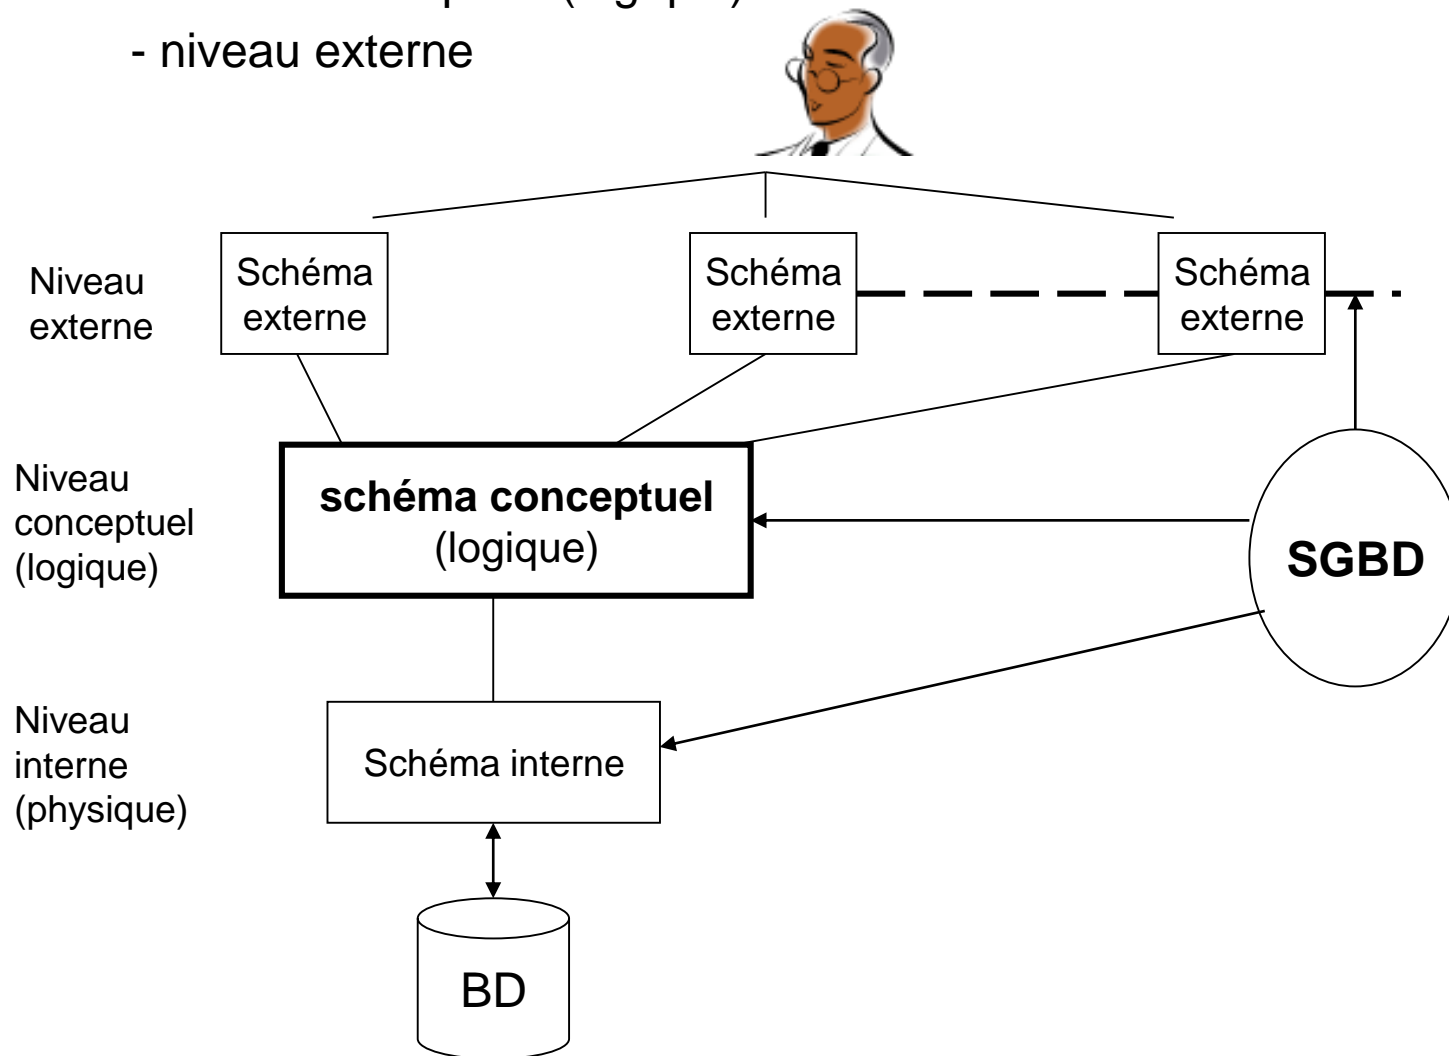 - niveau externe
Niveau
externe
Schéma
externe
Schéma
externe
Schéma
externe
Niveau
conceptuel
(logique)
schéma conceptuel
(logique)
SGBD
Niveau
interne
(physique)
Schéma interne
BD